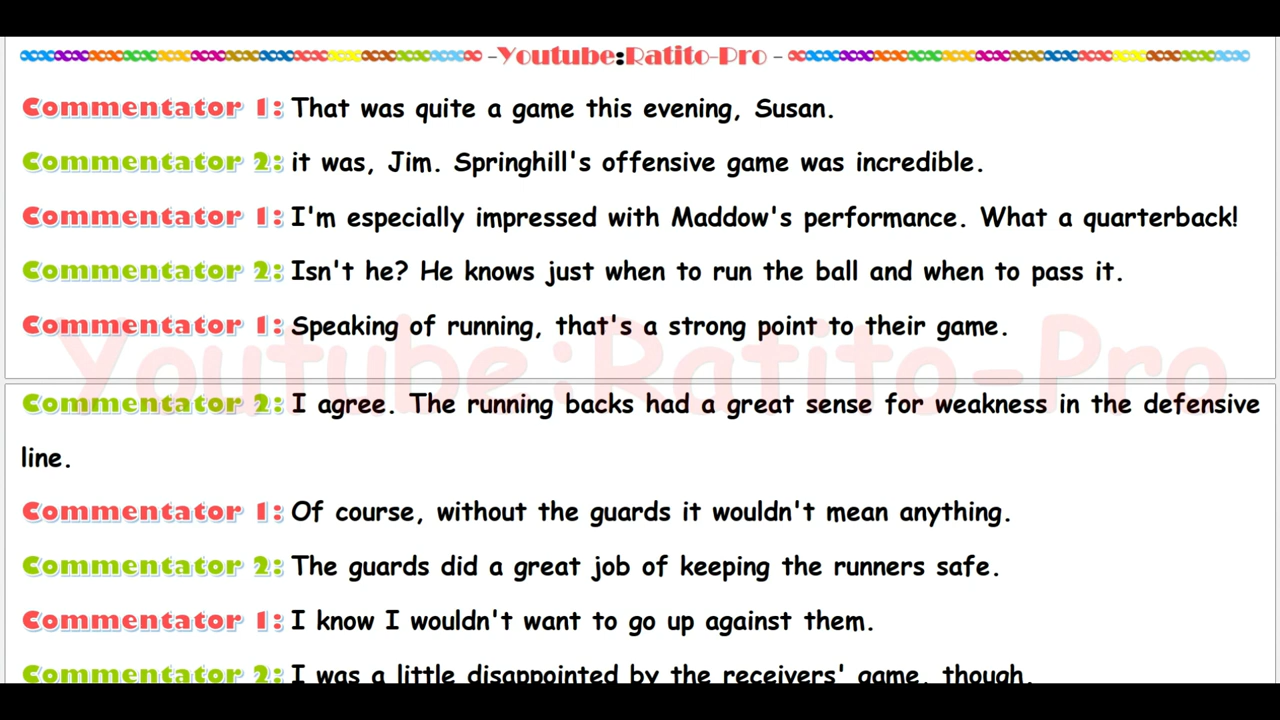 -Youtube:Ratito-Pro -
Commentator 1: That was quite a game this evening, Susan.
Commentator 2: it was, Jim. Springhill's offensive game was incredible.
Commentator 1: I'm especially impressed with Maddow's performance. What a quarterback!
Commentator 2: Isn't he? He knows just when to run the ball and when to pass it.
Commentator 1: Speaking of running, that's a strong point to their game.
Youtube:Ratito-Pro
Commentator 2: I agree. The running backs had a great sense for weakness in the defensive
line.
Commentator 1: Of course, without the guards it wouldn't mean anything.
Commentator 2: The guards did a great job of keeping the runners safe.
Commentator 1: I know I wouldn't want to go up against them.
Commentator 2: I was a little disappointed by the receivers' game, though.